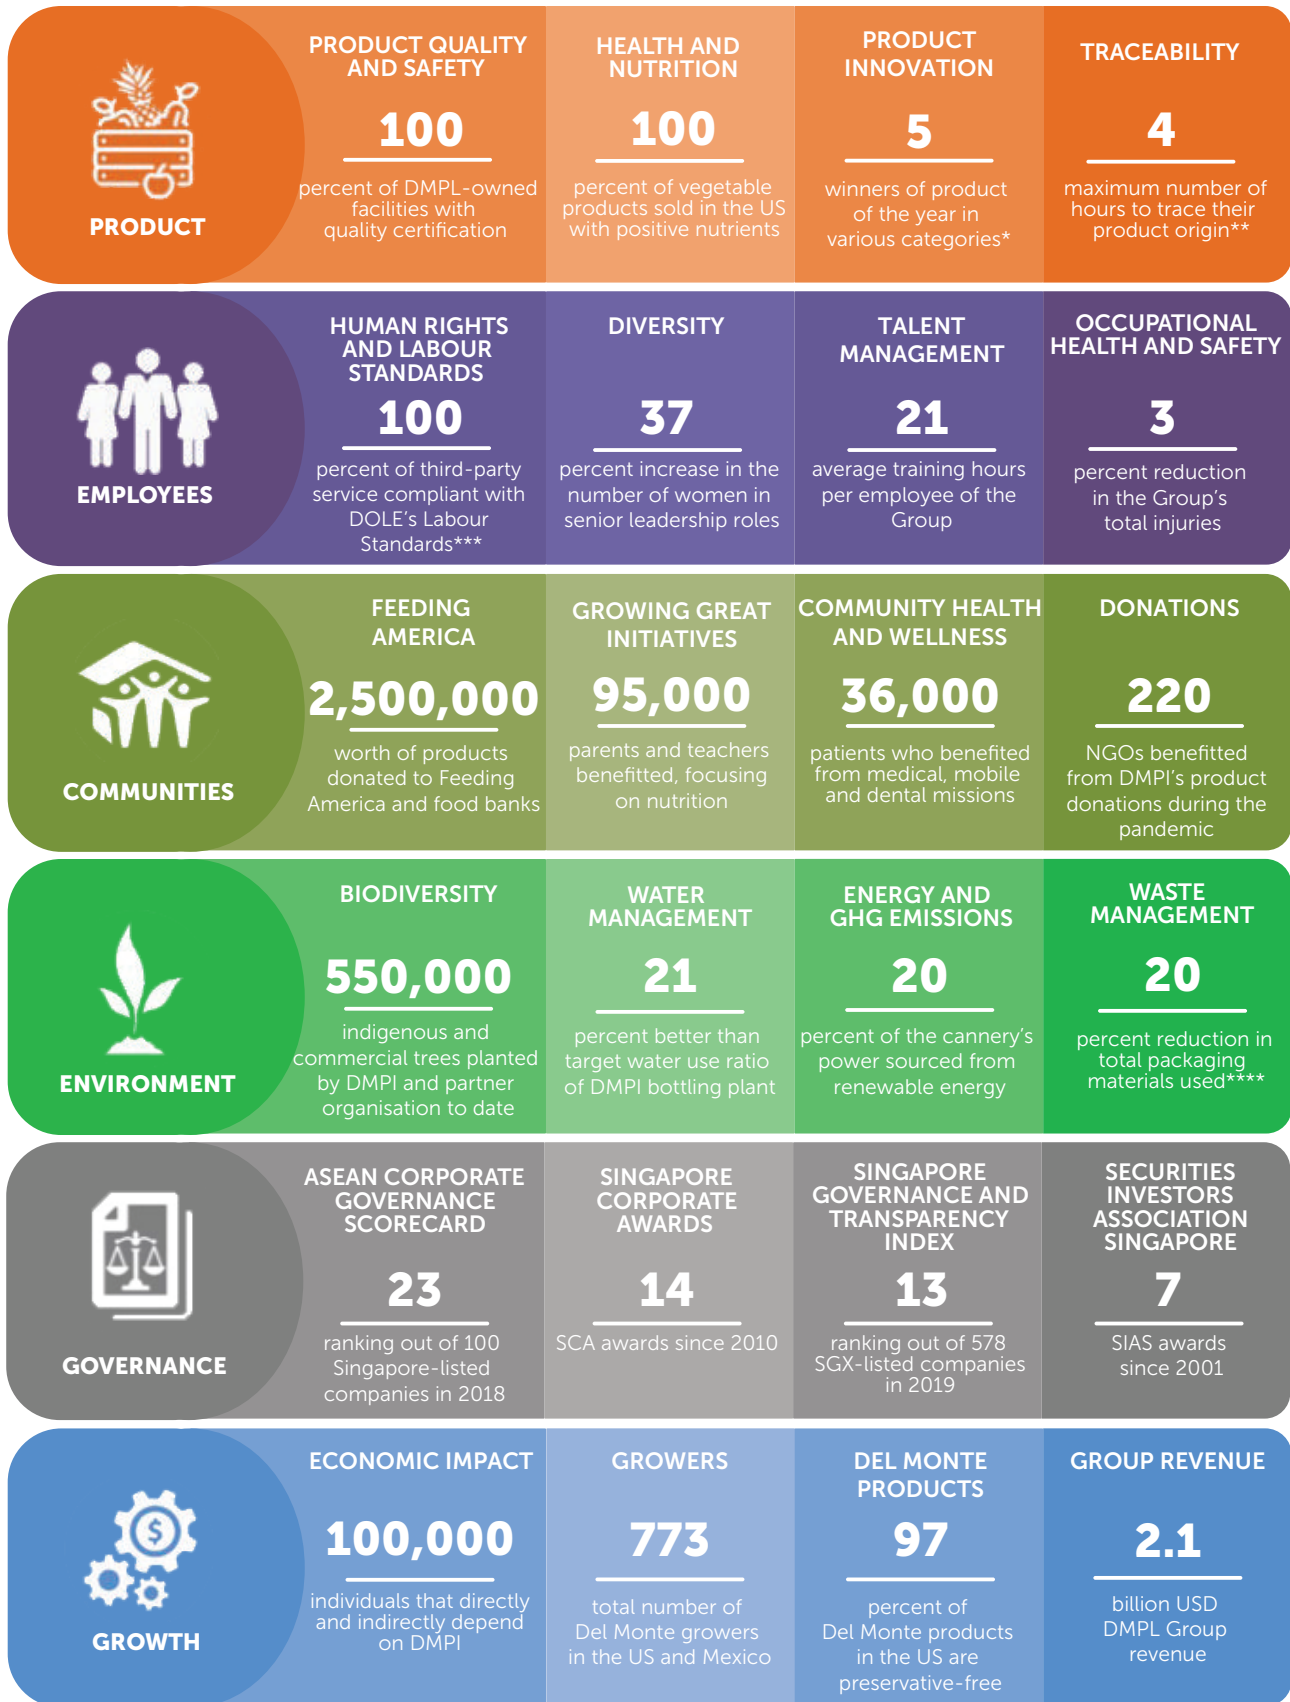 PRODUCT
PRODUCT QUALITY
AND SAFETY
100
percent of DMPL-owned
facilities with
quality certification
HEALTH AND
NUTRITION
100
percent of vegetable
products sold in the US
with positive nutrients
PRODUCT
INNOVATION
5
winners of product
of the year in
various categories*
TRACEABILITY
4
maximum number of
hours to trace their
product origin**
EMPLOYEES
HUMAN RIGHTS
AND LABOUR
STANDARDS
100
percent of third-party
service compliant with
DOLE's Labour
Standards***
DIVERSITY
37
percent increase in the
number of women in
senior leadership roles
TALENT
MANAGEMENT
21
average training hours
per employee of the
Group
OCCUPATIONAL
HEALTH AND SAFETY
3
percent reduction
in the Group's
total injuries
COMMUNITIES
FEEDING
AMERICA
2,500,000
worth of products
donated to Feeding
America and food banks
GROWING GREAT
INITIATIVES
95,000
parents and teachers
benefitted, focusing
on nutrition
COMMUNITY HEALTH
AND WELLNESS
36,000
patients who benefited
from medical, mobile
and dental missions
DONATIONS
220
NGOs benefitted
from DMPI's product
donations during the
pandemic
ENVIRONMENT
BIODIVERSITY
550,000
indigenous and
commercial trees planted
by DMPI and partner
organisation to date
WATER
MANAGEMENT
21
percent better than
target water use ratio
of DMPI bottling plant
ENERGY AND
GHG EMISSIONS
20
percent of the cannery's
power sourced from
renewable energy
WASTE
MANAGEMENT
20
percent reduction in
total packaging
materials used****
GOVERNANCE
ASEAN CORPORATE
GOVERNANCE
SCORECARD
23
ranking out of 100
Singapore-listed
companies in 2018
SINGAPORE
CORPORATE
AWARDS
14
SCA awards since 2010
SINGAPORE
GOVERNANCE AND
TRANSPARENCY
INDEX
13
ranking out of 578
SGX-listed companies
in 2019
SECURITIES
INVESTORS
ASSOCIATION
SINGAPORE
7
SIAS awards
since 2001
GROWTH
ECONOMIC IMPACT
100,000
individuals that directly
and indirectly depend
on DMPI
GROWERS
773
total number of
Del Monte growers
in the US and Mexico
DEL MONTE
PRODUCTS
97
percent of
Del Monte products
in the US are
preservative-free
GROUP REVENUE
2.1
billion USD
DMPL Group
revenue